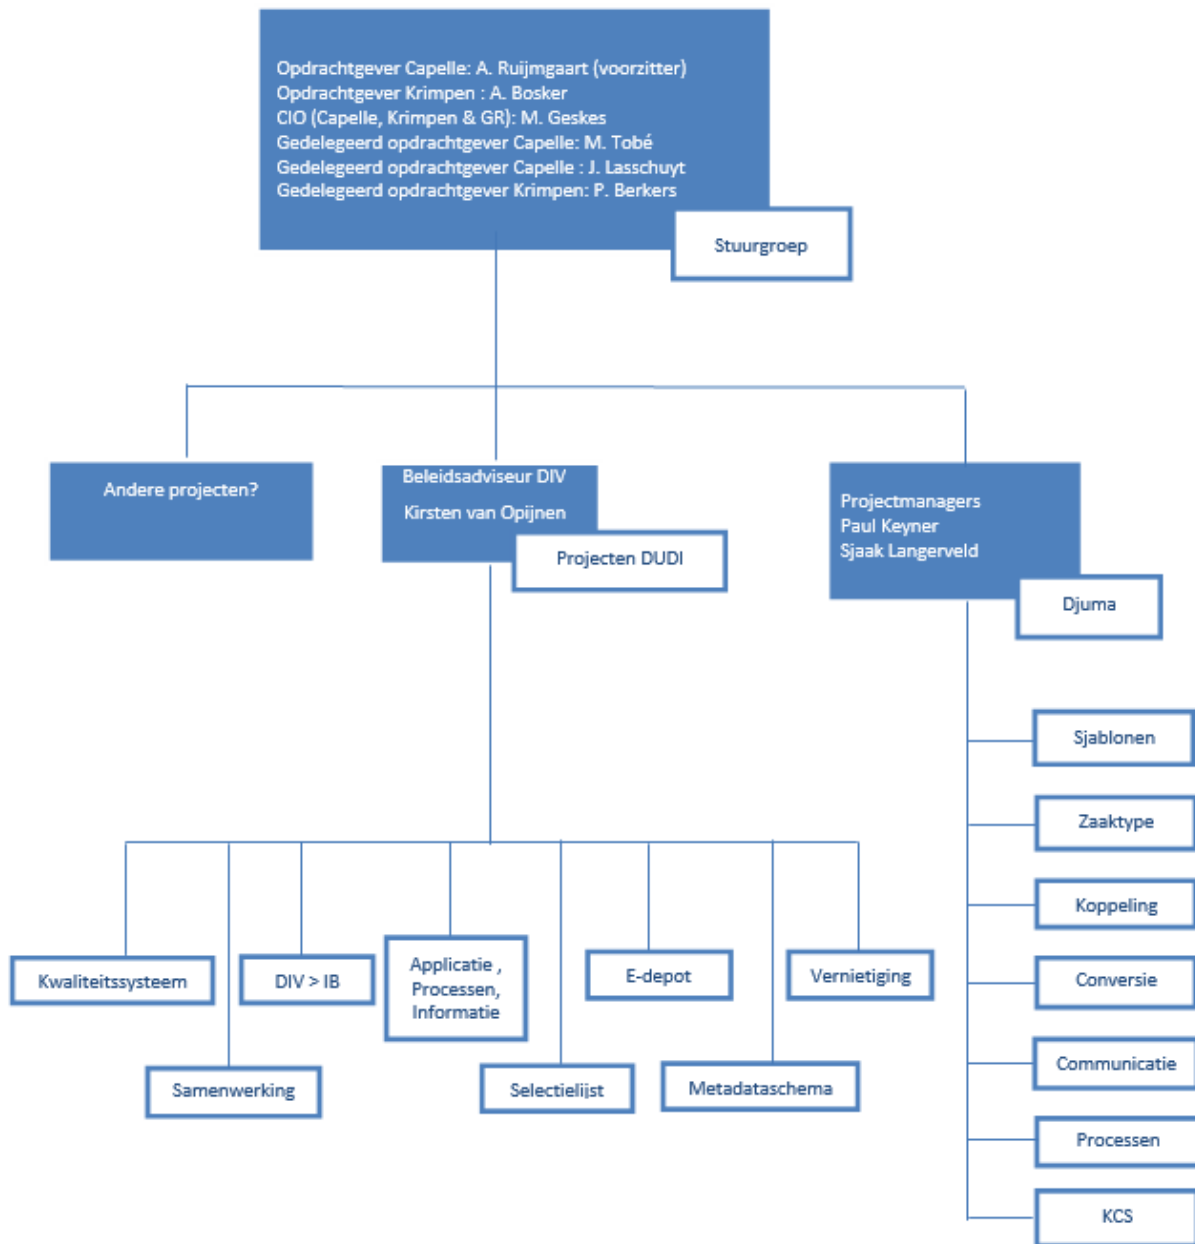 Opdrachtgever Capelle: A. Ruijmgaart (voorzitter)
Opdrachtgever Krimpen : A. Bosker
CIO (Capelle, Krimpen & GR): M. Geskes
Gedelegeerd opdrachtgever Capelle: M. Tobé
Gedelegeerd opdrachtgever Capelle : J. Lasschuyt
Gedelegeerd opdrachtgever Krimpen: P. Berkers
Stuurgroep
Andere projecten?
Beleidsadviseur DIV
Kirsten van Opijnen
Projecten DUDI
Projectmanagers
Paul Keyner
Sjaak Langerveld
Djuma
Kwaliteitssysteem
Samenwerking
DIV > IB
Applicatie ,
Processen,
Informatie
Selectielijst
E-depot
Metadataschema
Vernietiging
Sjablonen
Zaaktype
Koppeling
Conversie
Communicatie
Processen
KCS